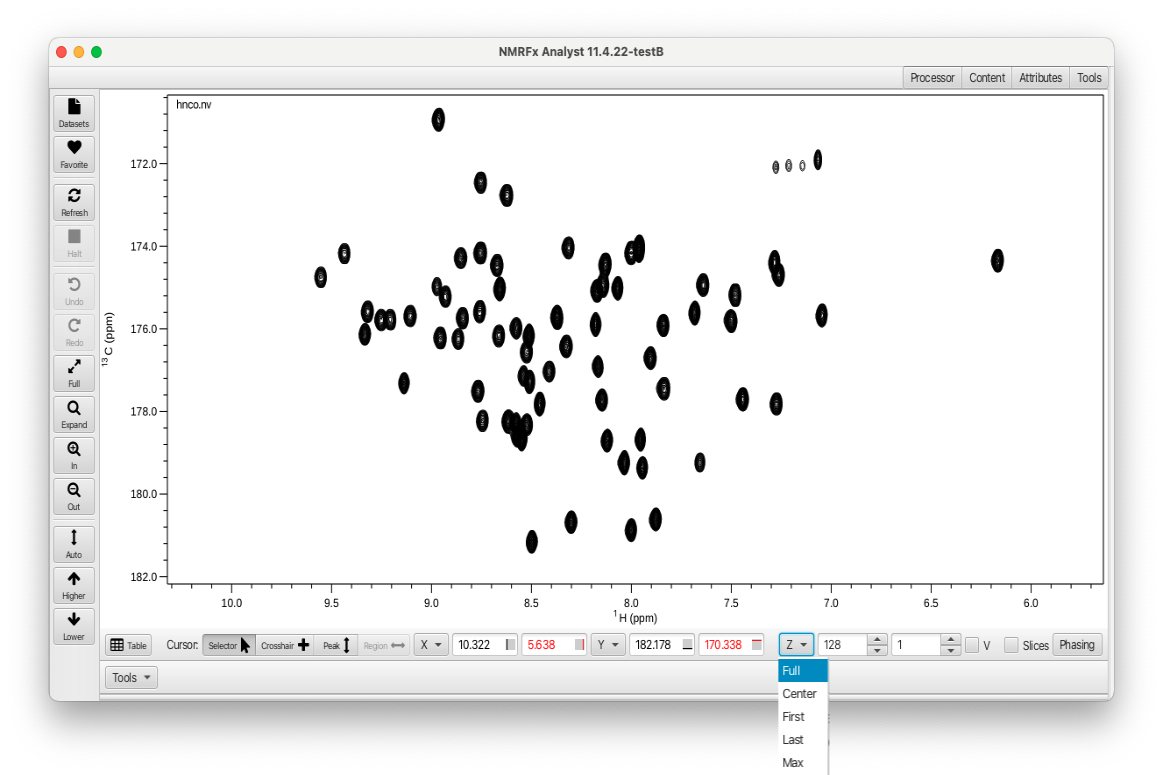 NMRFx Analyst 11.4.22-testB
Processor Content Attributes Tools
Datasets
Favorite
Refresh
Halt
Undo
Redo
Full
Expand
In
Out
Auto
Higher
Lower
hnco.nv
172.0
174.0
176.0
178.0
180.0
182.0
13 C (ppm)
10.0 9.5 9.0 8.5 8.0 7.5 7.0 6.5 6.0
1 H (ppm)
Table Cursor: Selector Crosshair Peak Region X 10.322 5.638 Y 182.178 170.338 Z 128 1 V Slices Phasing
Tools
Full
Center
First
Last
Max